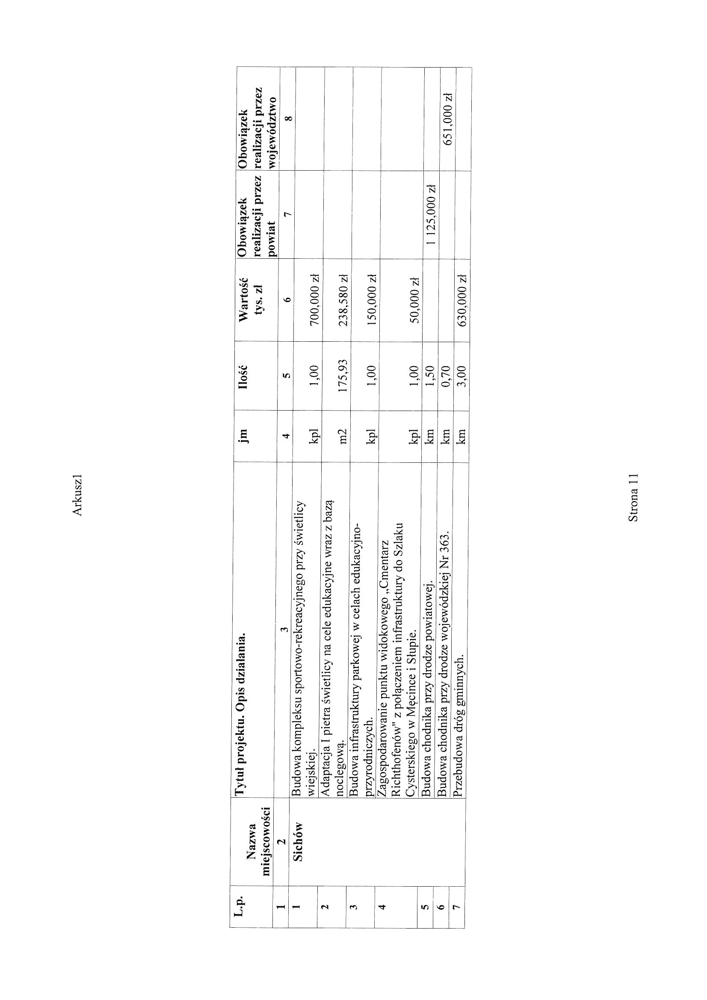 Arkusz1
L.p. Nazwa miejscowości Tytuł projektu. Opis działania. jm Ilość Wartość tys. zł Obowiązek realizacji przez powiat Obowiązek realizacji przez województwo
1 2 3 4 5 6 7 8
1 Sichów Budowa kompleksu sportowo-rekreacyjnego przy świetlicy
wiejskiej. kpl 1,00 700,000 zł
2 Adaptacja I pietra świetlicy na cele edukacyjne wraz z bazą
noclegową. m2 175,93 238,580 zł
3 Budowa infrastruktury parkowej w celach edukacyjno-
przyrodniczych. kpl 1,00 150,000 zł
4 Zagospodarowanie punktu widokowego „Cmentarz
Richthofenów" z połączeniem infrastruktury do Szlaku
Cysterskiego w Męcince i Słupie. kpl 1,00 50,000 zł
5 Budowa chodnika przy drodze powiatowej. km 1,50 1 125,000 zł
6 Budowa chodnika przy drodze wojewódzkiej Nr 363. km 0,70 651,000 zł
7 Przebudowa dróg gminnych. km 3,00 630,000 zł
Strona 11